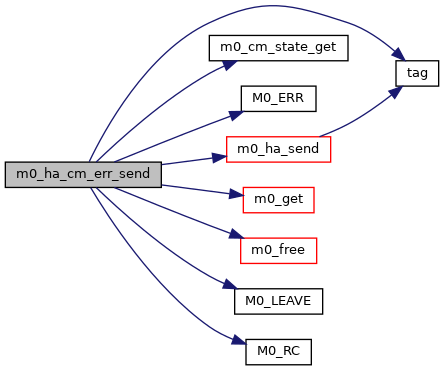 m0_cm_state_get
tag
M0_ERR
m0_ha_send
m0_ha_cm_err_send
m0_get
m0_free
M0_LEAVE
M0_RC